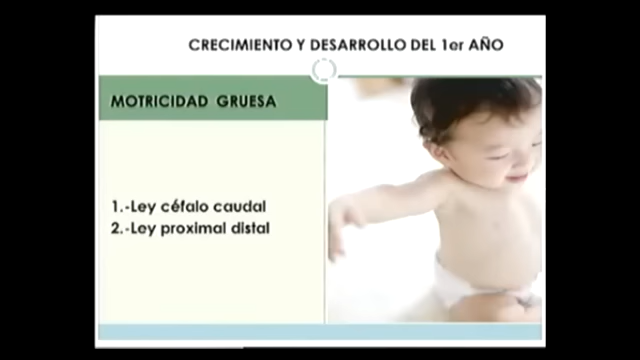 CRECIMIENTO Y DESARROLLO DEL 1er AÑO
MOTRICIDAD GRUESA
1.-Ley céfalo caudal
2.-Ley proximal distal